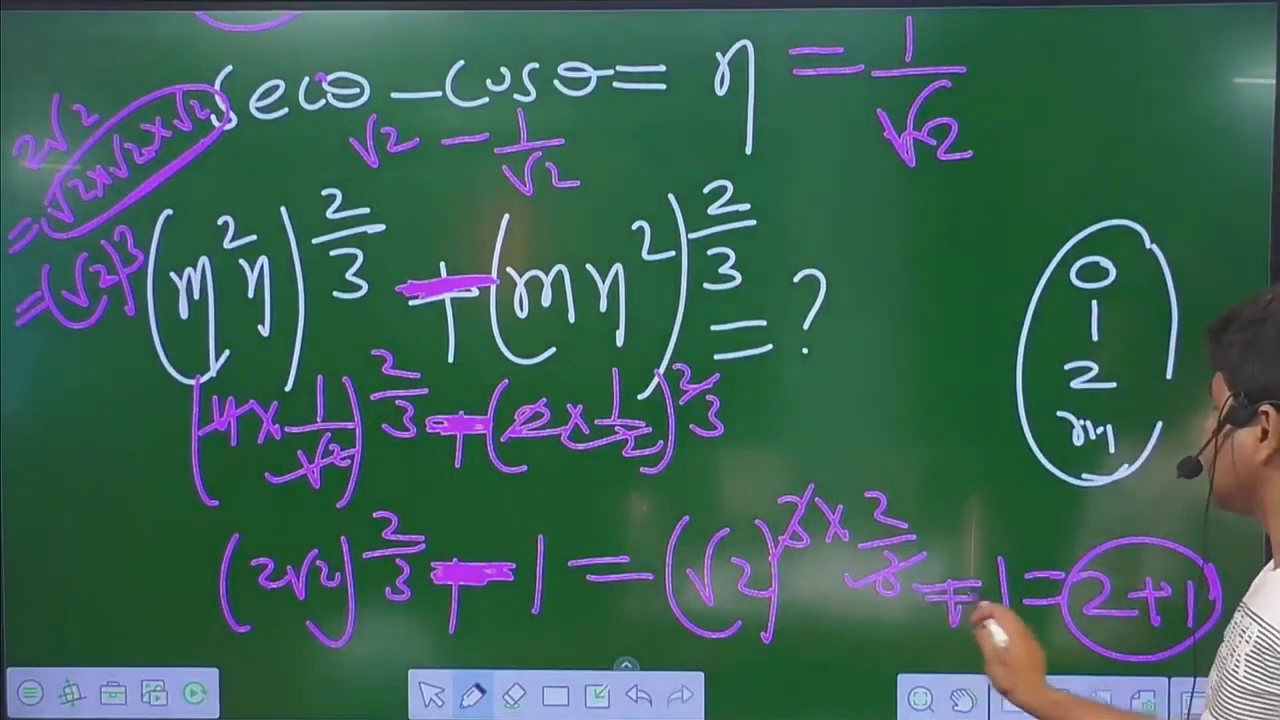 secθ - cosθ = η = 1/√2
√2 - 1/√2
2√2
= √2×√2×√2
= (√2)^3
(m^2 η)^2/3 + (m η^2)^2/3 = ?
(4 × 1/√2)^2/3 + (2 × 1/2)^2/3
(2√2)^2/3 + 1 = (√2)^3×2/3 + 1 = 2+1
0
1
2